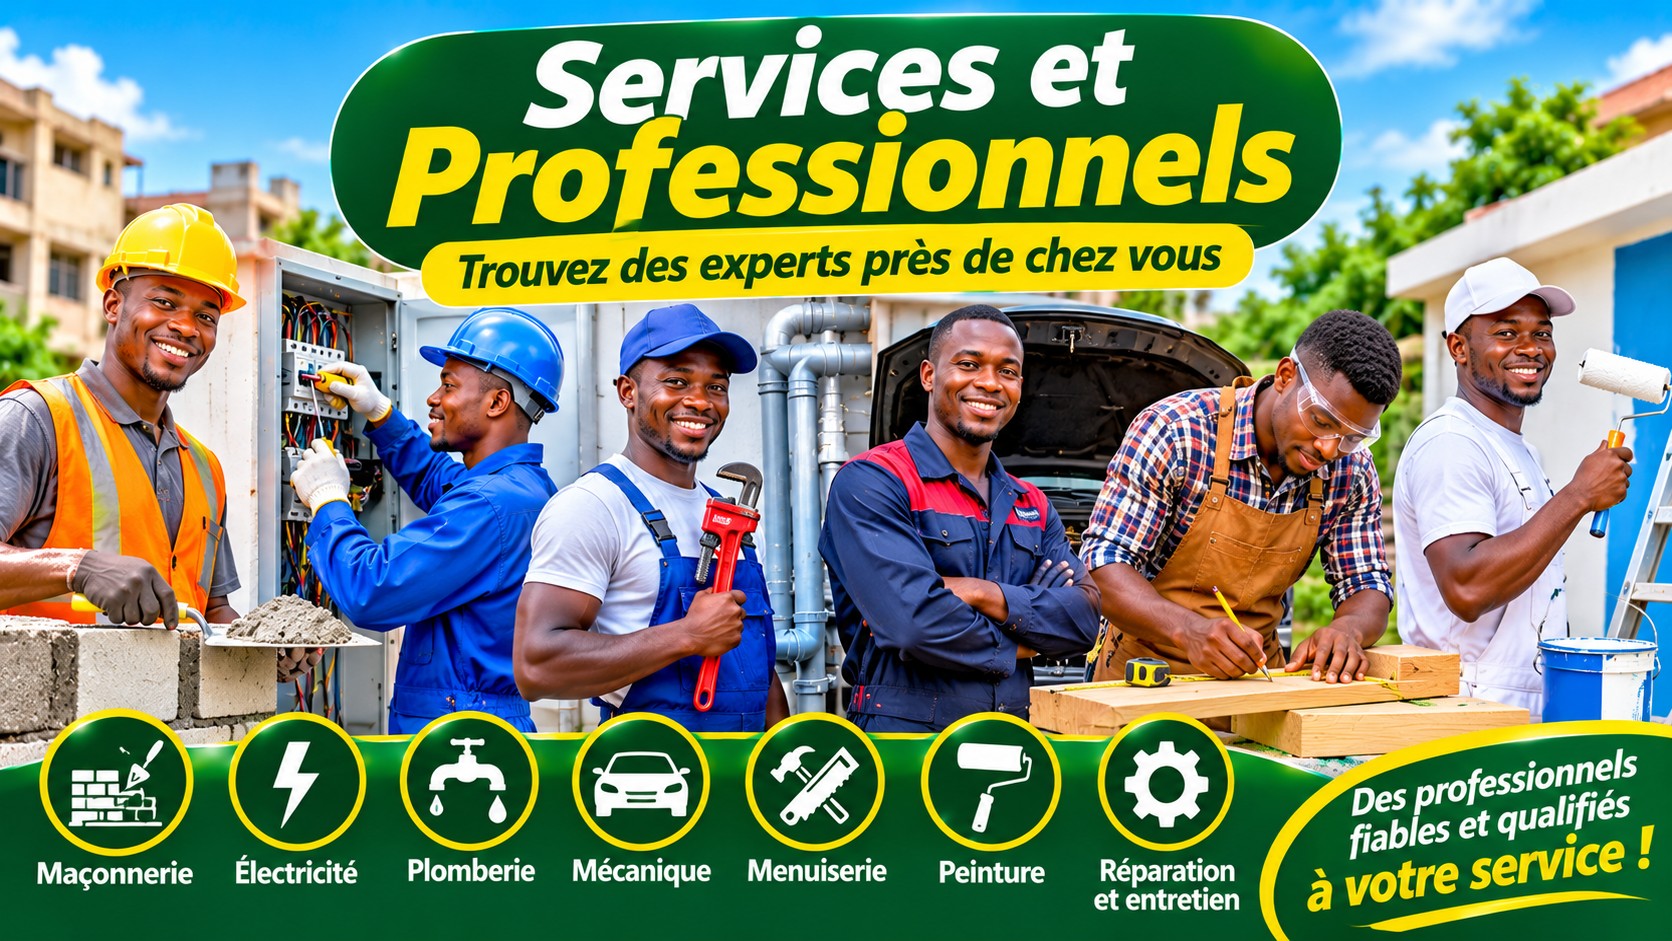 Services et
Professionnels
Trouvez des experts près de chez vous
Maçonnerie
Électricité
Plomberie
Mécanique
Menuiserie
Peinture
Réparation
et entretien
Des professionnels
fiables et qualifiés
à votre service !